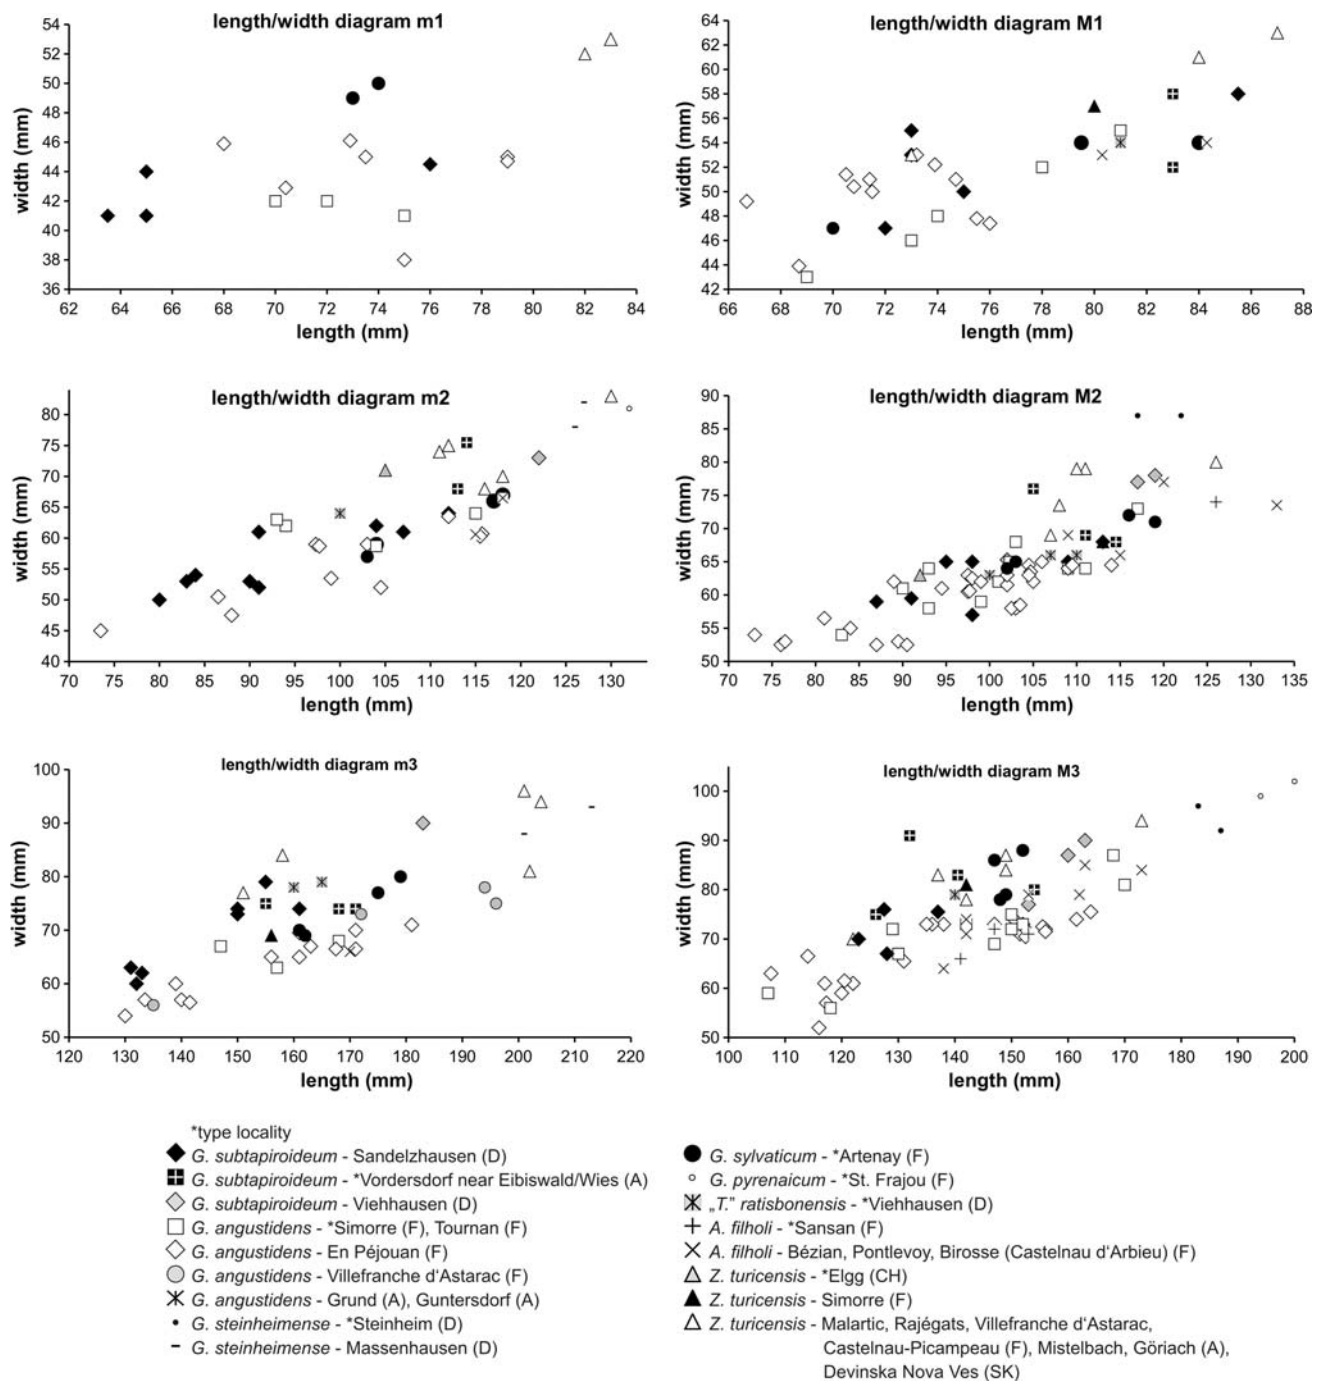 length/width diagram m1
width (mm)
54
52
50
48
46
44
42
40
38
36
62 64 66 68 70 72 74 76 78 80 82 84
length (mm)
length/width diagram M1
width (mm)
64
62
60
58
56
54
52
50
48
46
44
42
66 68 70 72 74 76 78 80 82 84 86 88
length (mm)
length/width diagram m2
width (mm)
80
75
70
65
60
55
50
45
40
70 75 80 85 90 95 100 105 110 115 120 125 130
length (mm)
length/width diagram M2
width (mm)
90
85
80
75
70
65
60
55
50
70 75 80 85 90 95 100 105 110 115 120 125 130 135
length (mm)
length/width diagram m3
width (mm)
100
90
80
70
60
50
120 130 140 150 160 170 180 190 200 210 220
length (mm)
length/width diagram M3
width (mm)
100
90
80
70
60
50
100 110 120 130 140 150 160 170 180 190 200
length (mm)
*type locality
G. subtapiroideum - Sandelzhausen (D)
G. subtapiroideum - *Vordersdorf near Eibiswald/Wies (A)
G. subtapiroideum - Viehhausen (D)
G. angustidens - *Simorre (F), Tournan (F)
G. angustidens - En Péjouan (F)
G. angustidens - Villefranche d‘Astarac (F)
G. angustidens - Grund (A), Guntersdorf (A)
G. steinheimense - *Steinheim (D)
G. steinheimense - Massenhausen (D)
G. sylvaticum - *Artenay (F)
G. pyrenaicum - *St. Frajou (F)
„T.” ratisbonensis - *Viehhausen (D)
A. filholi - *Sansan (F)
A. filholi - Bézian, Pontlevoy, Birosse (Castelnau d‘Arbieu) (F)
Z. turicensis - *Elgg (CH)
Z. turicensis - Simorre (F)
Z. turicensis - Malartic, Rajégats, Villefranche d‘Astarac,
Castelnau-Picampeau (F), Mistelbach, Göriach (A),
Devinska Nova Ves (SK)